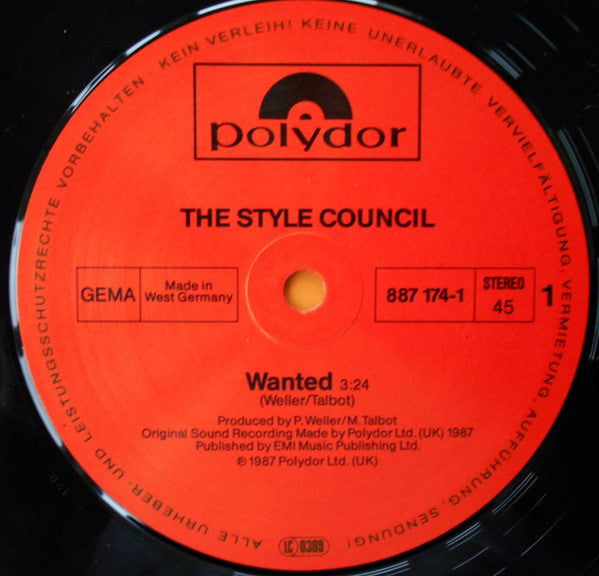 ALLE URHEBER- UND LEISTUNGSSCHUTZRECHTE VORBEHALTEN KEIN VERLEIH! KEINE UNERLAUBTE VERVIELFÄLTIGUNG, VERMIETUNG, AUFFÜHRUNG, SENDUNG!
polydor
THE STYLE COUNCIL
GEMA
Made in
West Germany
887 174-1
STEREO
45
1
Wanted 3:24
(Weller/Talbot)
Produced by P. Weller/M. Talbot
Original Sound Recording Made by Polydor Ltd. (UK) 1987
Published by EMI Music Publishing Ltd.
℗ 1987 Polydor Ltd. (UK)
LC 0309